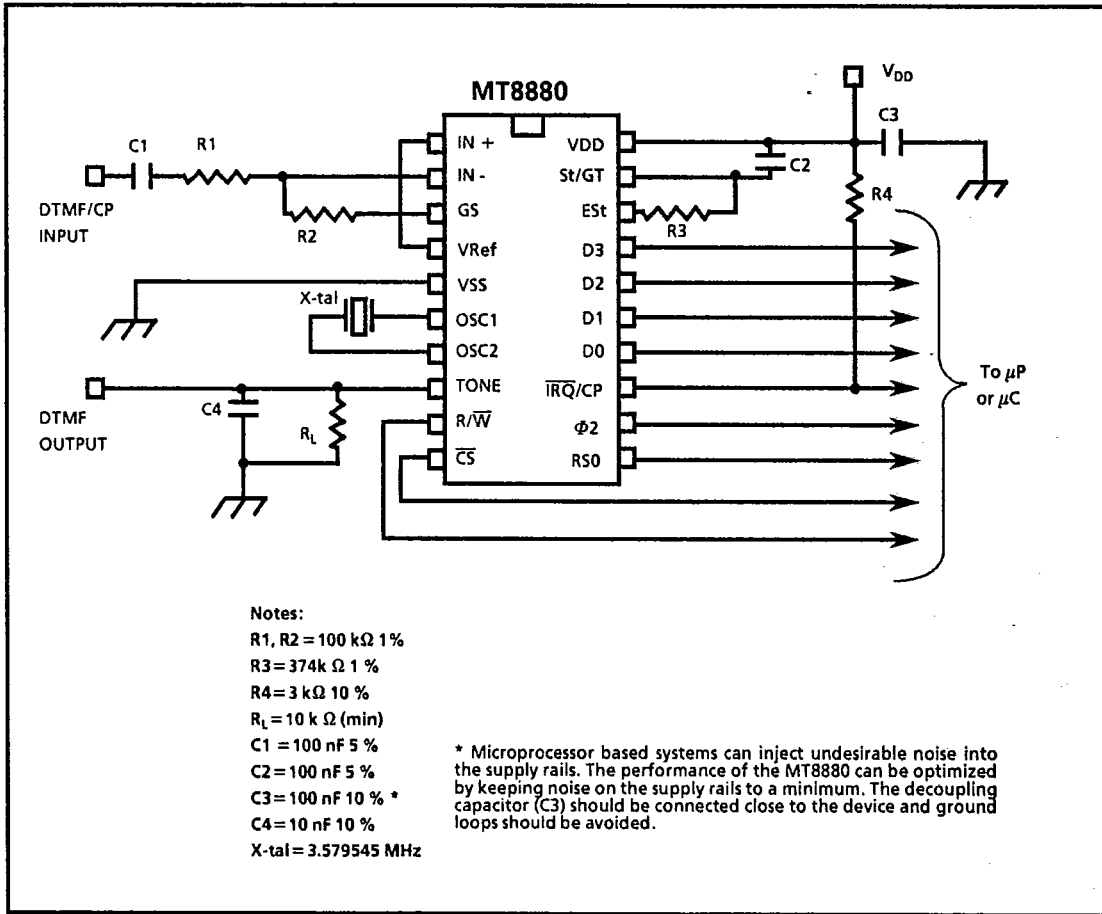 MT8880
V_DD
C3
C1
R1
IN +
VDD
C2
IN -
St/GT
R4
DTMF/CP
INPUT
R2
GS
ESt
R3
VRef
D3
VSS
D2
X-tal
OSC1
D1
OSC2
D0
To μP
or μC
TONE
I̅R̅Q̅/CP
DTMF
OUTPUT
C4
R_L
R/W̅
Φ2
C̅S̅
RS0
Notes:
R1, R2 = 100 kΩ 1%
R3 = 374k Ω 1 %
R4 = 3 kΩ 10 %
R_L = 10 k Ω (min)
C1 = 100 nF 5 %
C2 = 100 nF 5 %
C3 = 100 nF 10 % *
C4 = 10 nF 10 %
X-tal = 3.579545 MHz
* Microprocessor based systems can inject undesirable noise into
the supply rails. The performance of the MT8880 can be optimized
by keeping noise on the supply rails to a minimum. The decoupling
capacitor (C3) should be connected close to the device and ground
loops should be avoided.